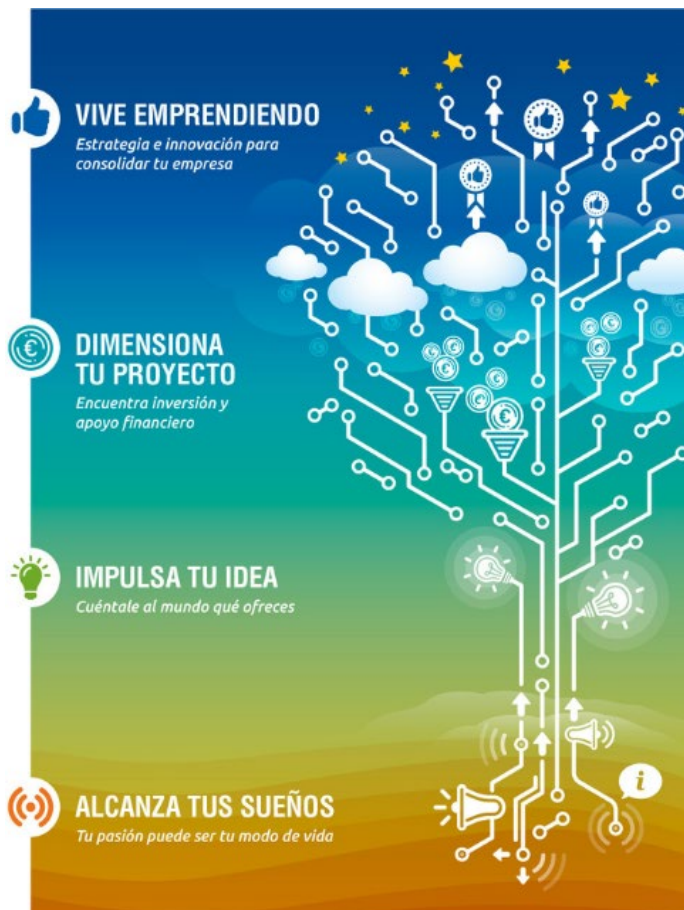 VIVE EMPRENDIENDO
Estrategia e innovación para
consolidar tu empresa
DIMENSIONA
TU PROYECTO
Encuentra inversión y
apoyo financiero
IMPULSA TU IDEA
Cuéntale al mundo qué ofreces
ALCANZA TUS SUEÑOS
Tu pasión puede ser tu modo de vida